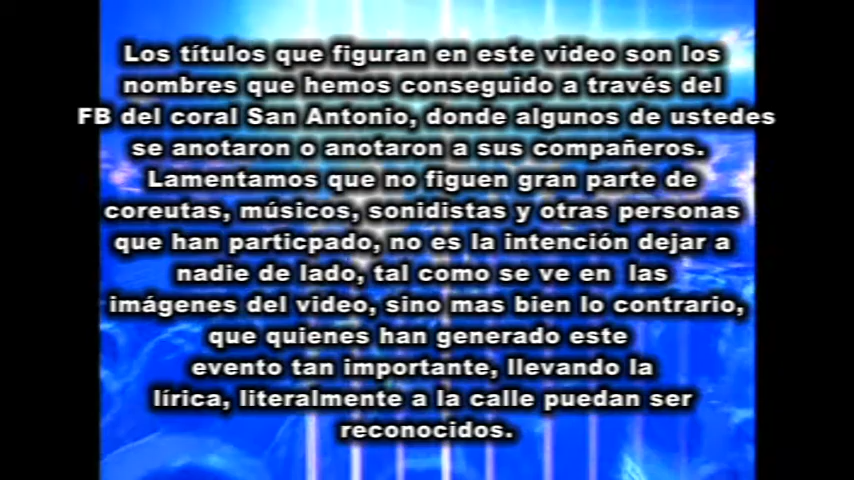 Los títulos que figuran en este video son los
nombres que hemos conseguido a través del
FB del coral San Antonio, donde algunos de ustedes
se anotaron o anotaron a sus compañeros.
Lamentamos que no figuen gran parte de
coreutas, músicos, sonidistas y otras personas
que han particpado, no es la intención dejar a
nadie de lado, tal como se ve en  las
imágenes del video, sino mas bien lo contrario,
que quienes han generado este
evento tan importante, llevando la
lírica, literalmente a la calle puedan ser
reconocidos.